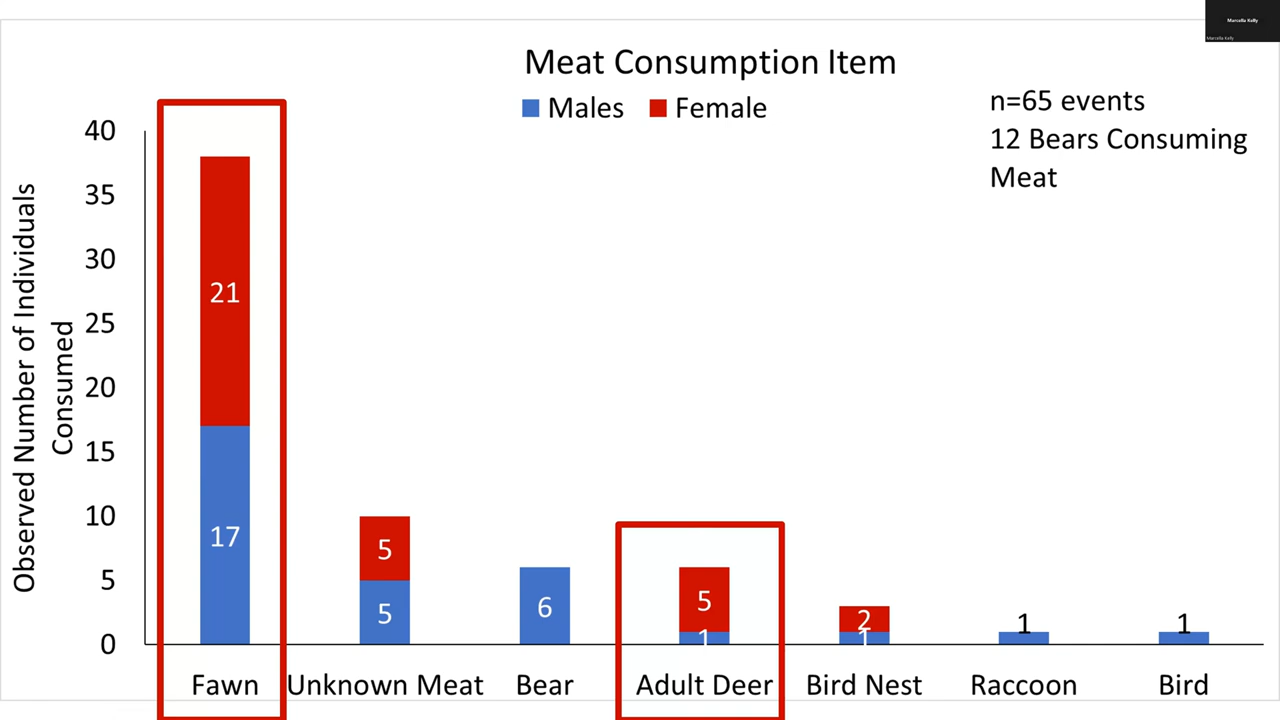 Marcella Kelly
Marcella Kelly
Meat Consumption Item
Males Female
n=65 events
12 Bears Consuming
Meat
Observed Number of Individuals
Consumed
40
35
30
25
20
15
10
5
0
21
17
5
5
6
5
1
2
1
1
1
Fawn Unknown Meat Bear Adult Deer Bird Nest Raccoon Bird